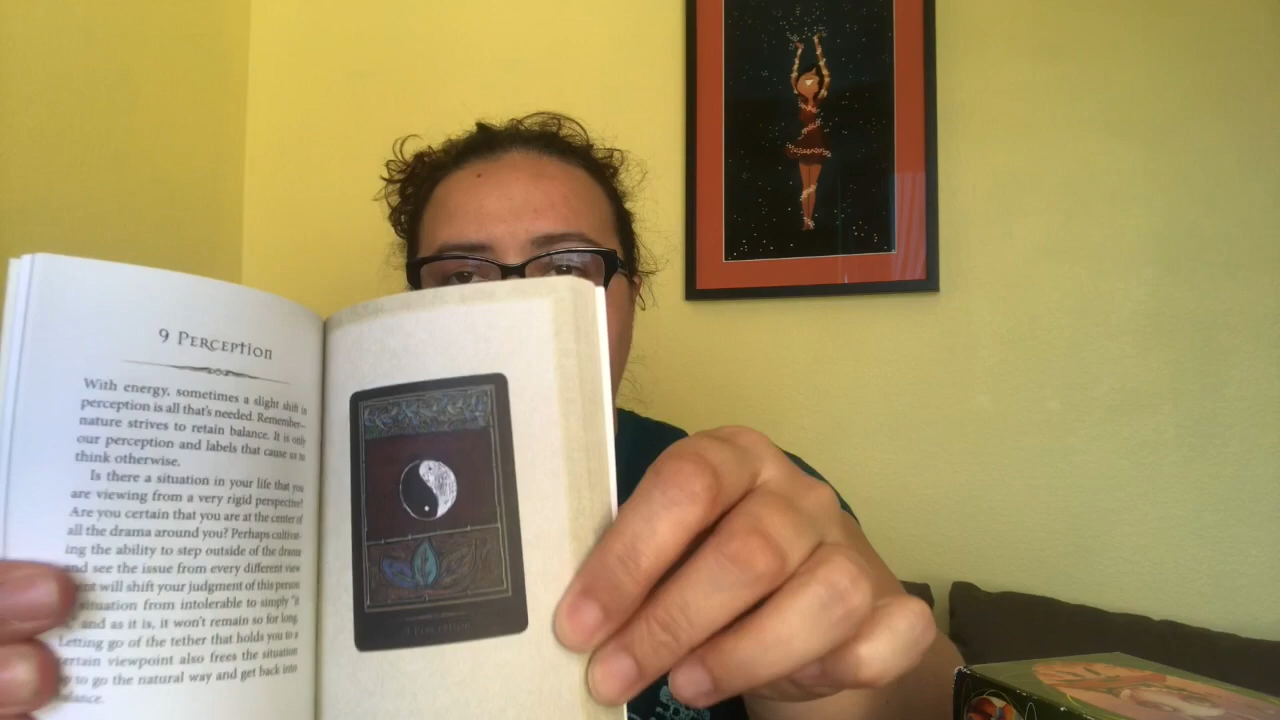 9 Perception
With energy, sometimes a slight shift in
perception is all that's needed. Remember—
nature strives to retain balance. It is only
our perception and labels that cause us to
think otherwise.
Is there a situation in your life that you
are viewing from a very rigid perspective?
Are you certain that you are at the center of
all the drama around you? Perhaps cultivat-
ing the ability to step outside of the drama
and see the issue from every different view
will shift your judgment of this person
situation from intolerable to simply "it
and as it is, it won't remain so for long.
Letting go of the tether that holds you to a
certain viewpoint also frees the situation
to go the natural way and get back into
balance.
9 Perception